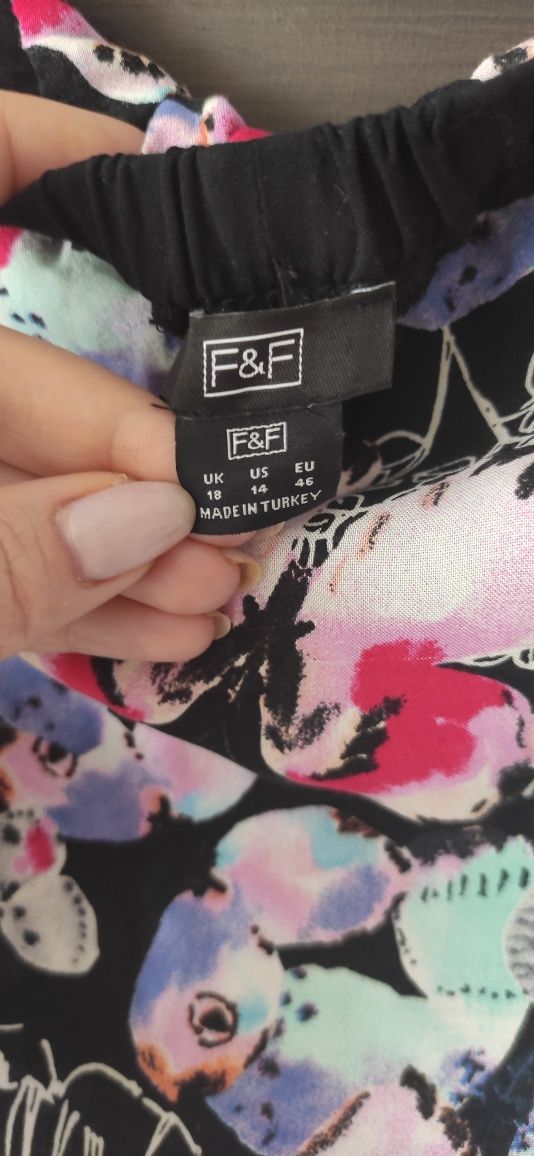 F&F
F&F
UK US EU
18 14 46
MADE IN TURKEY